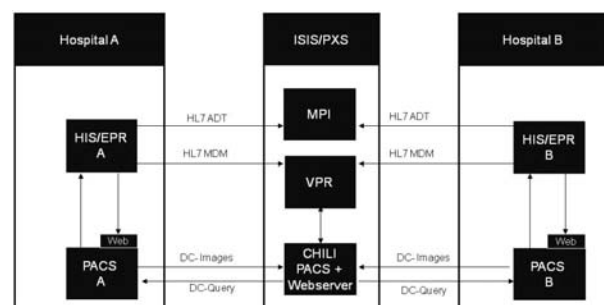 Hospital A
ISIS/PXS
Hospital B
HL7 ADT
MPI
HL7 ADT
HIS/EPR
A
HIS/EPR
B
HL7 MDM
HL7 MDM
VPR
Web
Web
PACS
A
DC-Images
CHILI
PACS +
Webserver
DC-Images
PACS
B
DC-Query
DC-Query